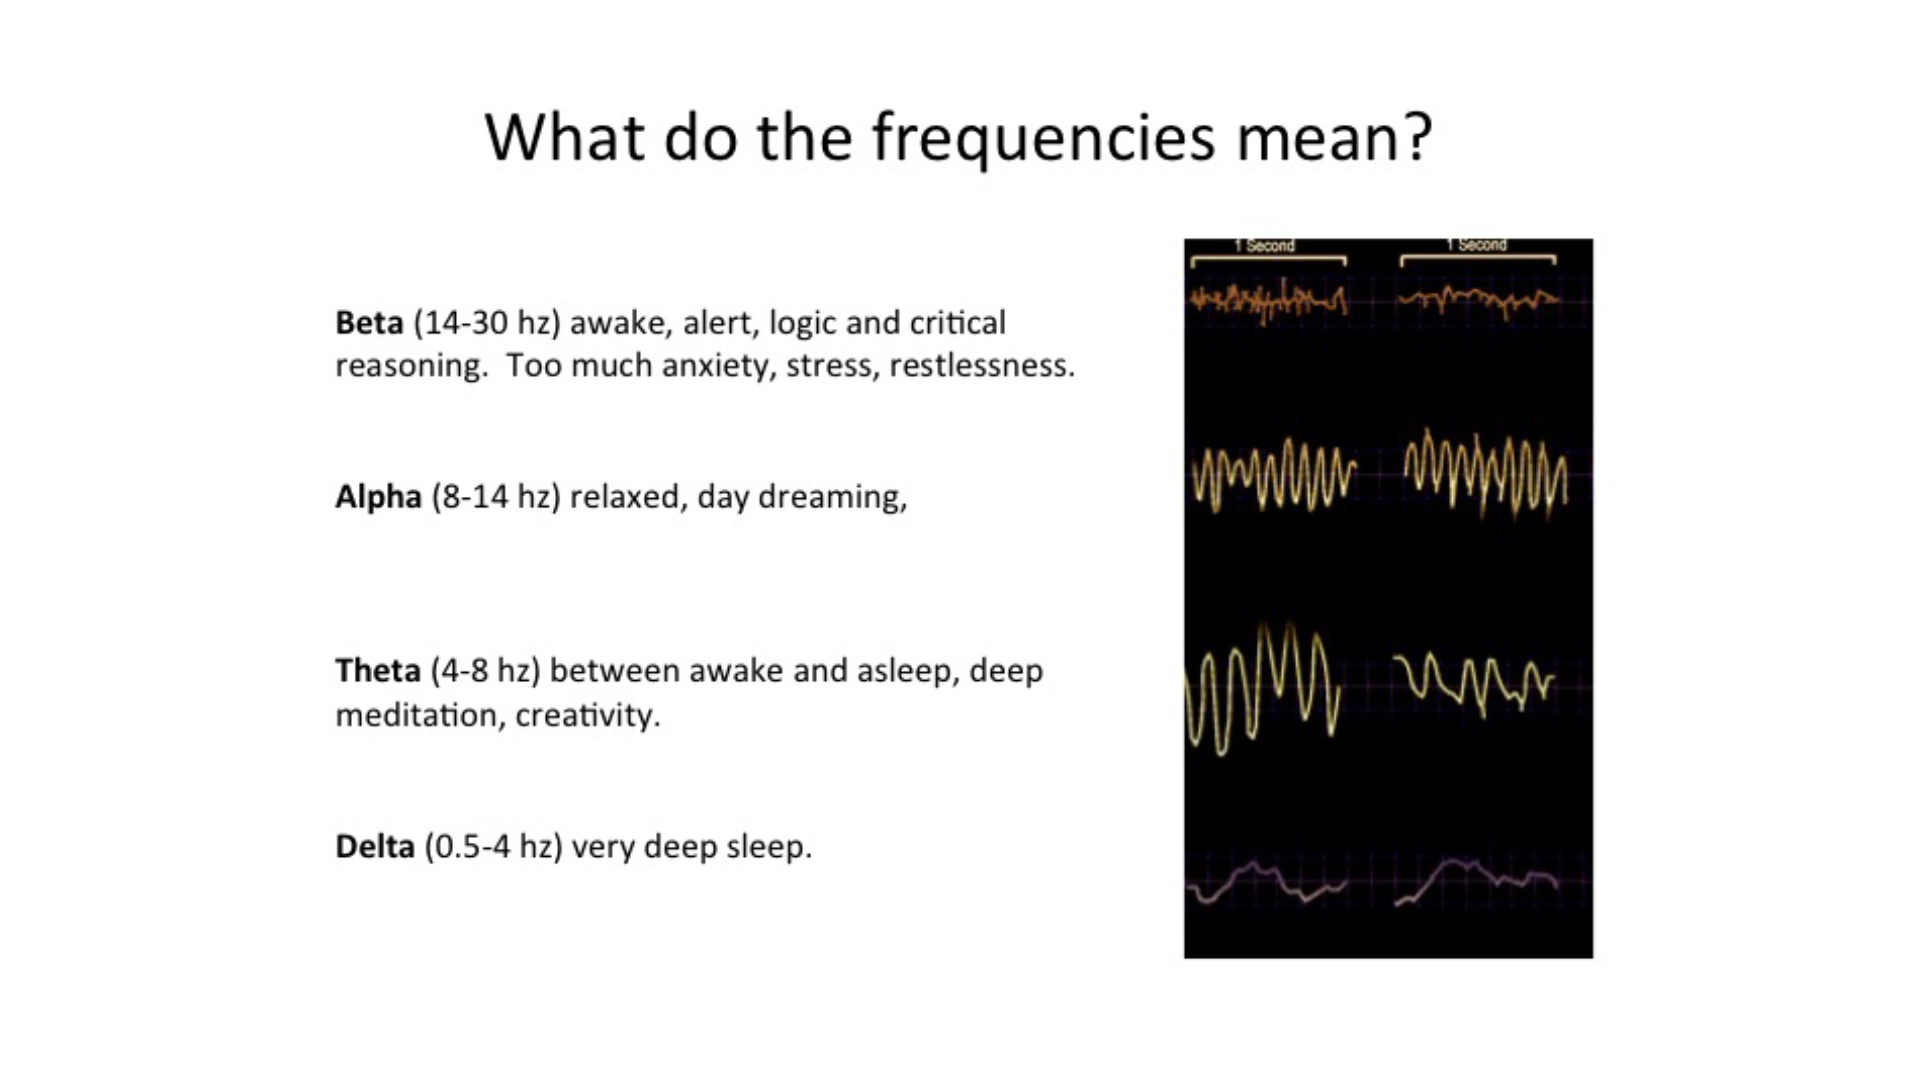 What do the frequencies mean?
1 Second 1 Second
Beta (14-30 hz) awake, alert, logic and critical
reasoning.  Too much anxiety, stress, restlessness.
Alpha (8-14 hz) relaxed, day dreaming,
Theta (4-8 hz) between awake and asleep, deep
meditation, creativity.
Delta (0.5-4 hz) very deep sleep.